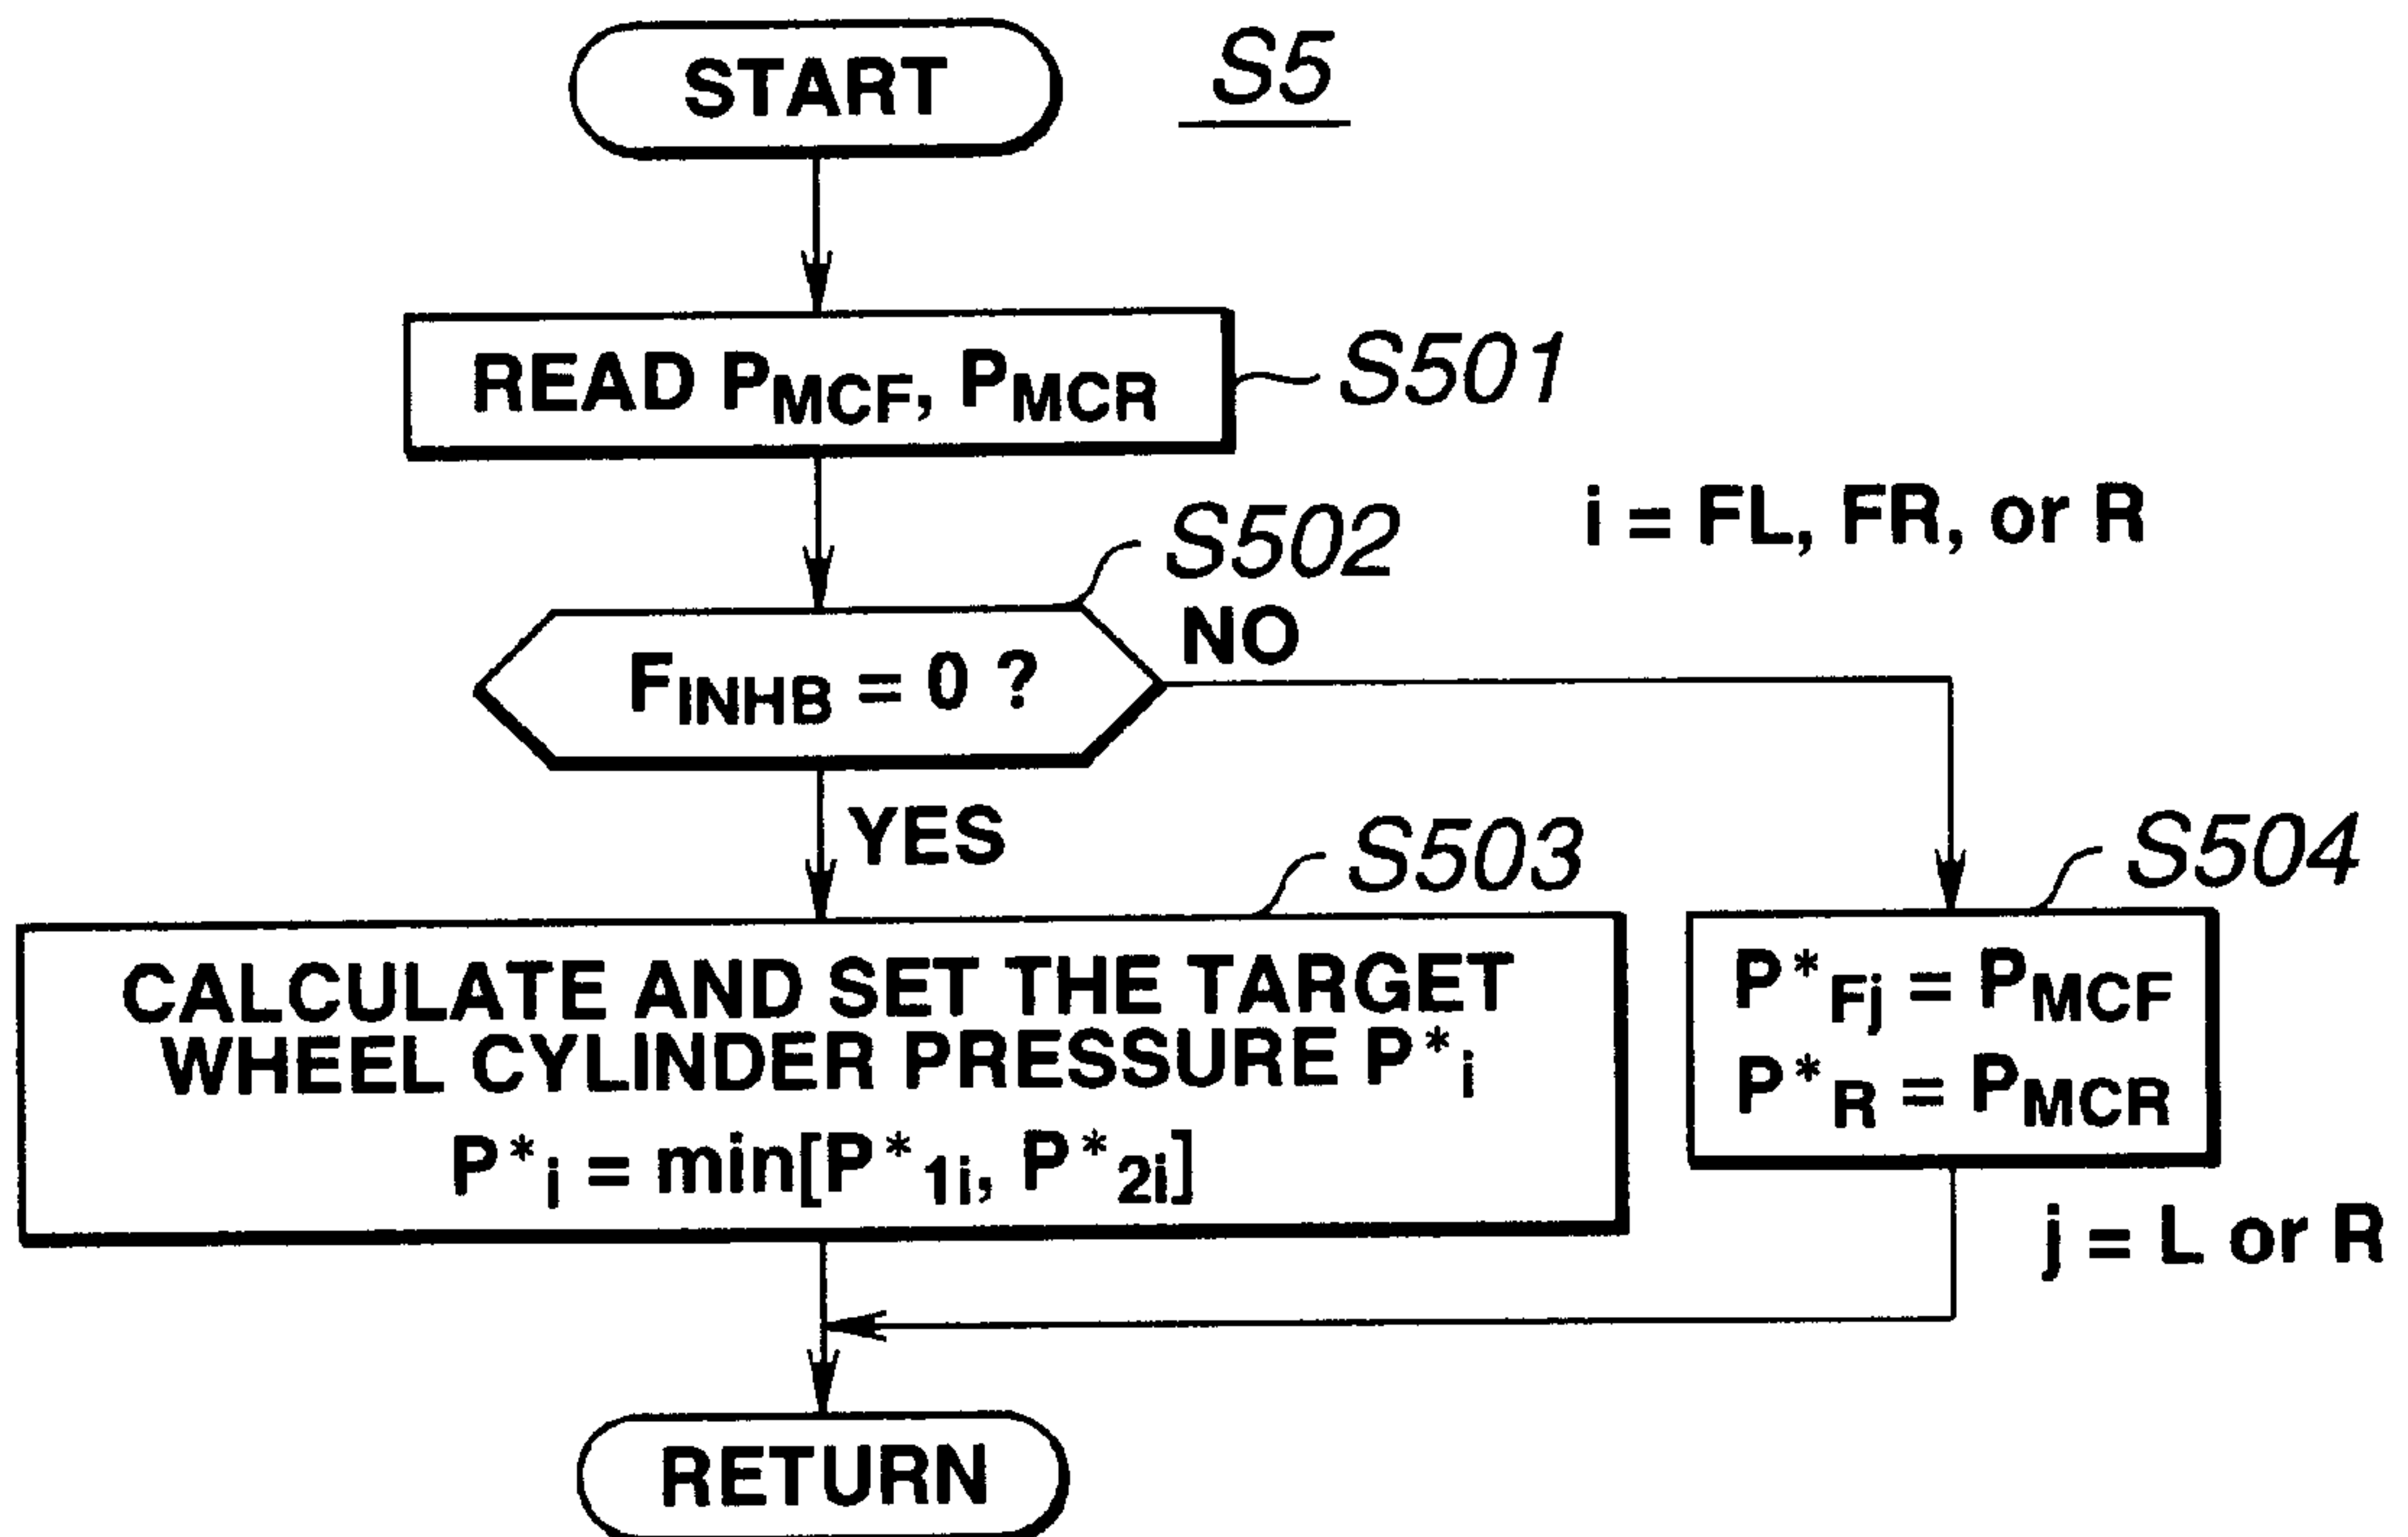 START
S5
READ PMCF, PMCR
S501
i = FL, FR, or R
S502
NO
FINHB = 0 ?
YES
S503
S504
CALCULATE AND SET THE TARGET
WHEEL CYLINDER PRESSURE P*i
P*i = min[P*1i, P*2i]
P*Fj = PMCF
P*R = PMCR
j = L or R
RETURN